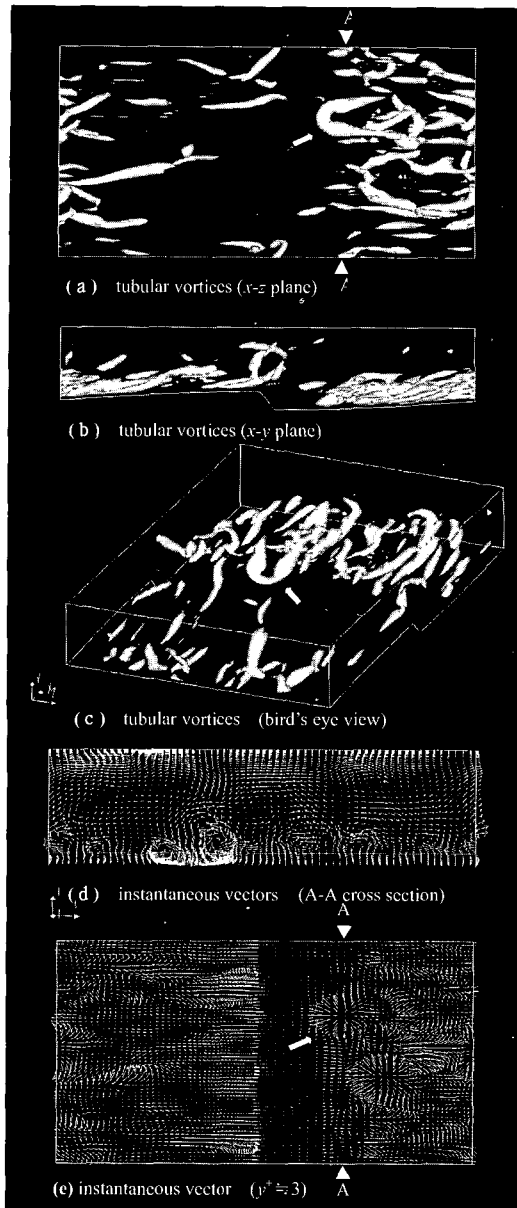 A
A
( a ) tubular vortices (x-z plane)
( b ) tubular vortices (x-y plane)
( c ) tubular vortices (bird's eye view)
( d ) instantaneous vectors (A-A cross section)
A
A
(e) instantaneous vector (y⁺≒3)